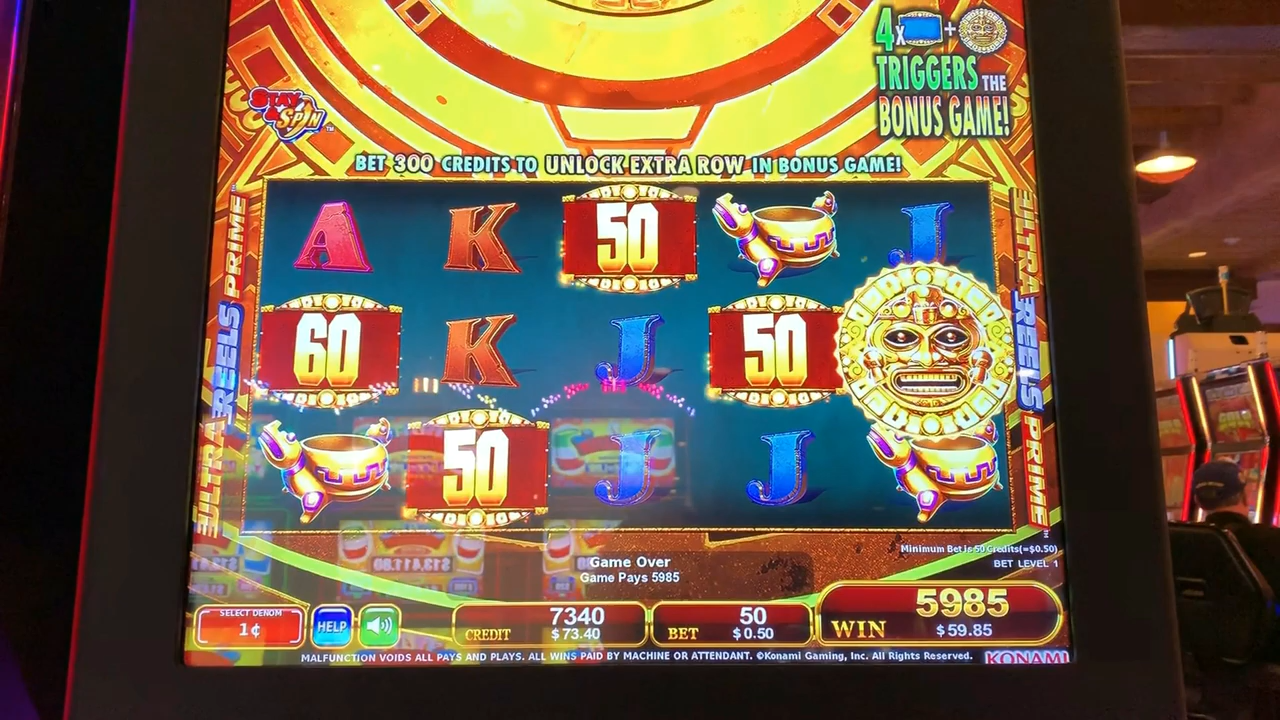 4x +
TRIGGERS THE
BONUS GAME!
STAY
& SPIN™
BET 300 CREDITS TO UNLOCK EXTRA ROW IN BONUS GAME!
ULTRA REELS PRIME
ULTRA REELS PRIME
A K 50 J
60 K J 50
50 J J
Game Over
Game Pays 5985
Minimum Bet is 50 Credits(=$0.50)
BET LEVEL 1
SELECT DENOM
1¢
HELP
CREDIT 7340
$73.40
BET 50
$0.50
WIN 5985
$59.85
MALFUNCTION VOIDS ALL PAYS AND PLAYS. ALL WINS PAID BY MACHINE OR ATTENDANT. ©Konami Gaming, Inc. All Rights Reserved.
KONAMI